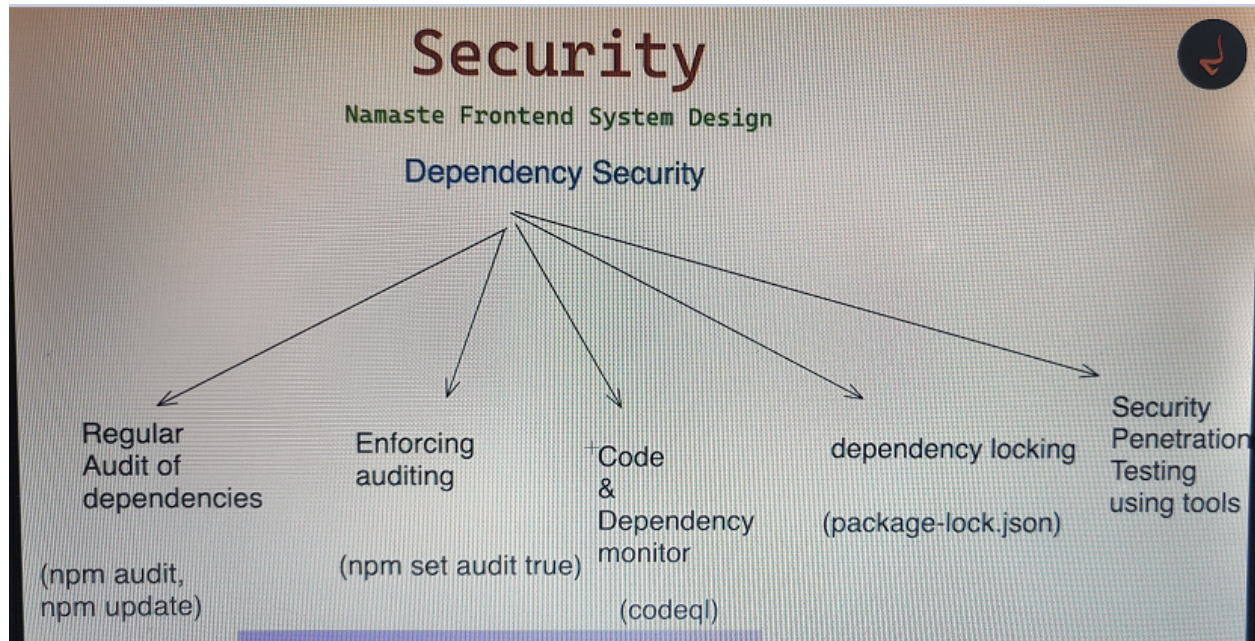 Security
Namaste Frontend System Design
Dependency Security
Regular
Audit of
dependencies
(npm audit,
npm update)
Enforcing
auditing
(npm set audit true)
Code
&
Dependency
monitor
(codeql)
dependency locking
(package-lock.json)
Security
Penetration
Testing
using tools